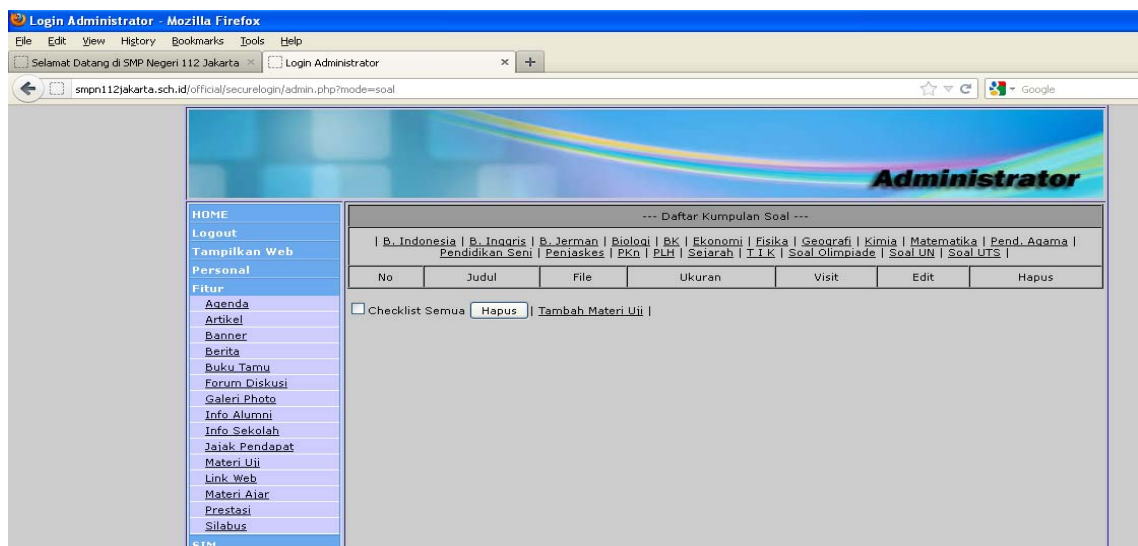 Login Administrator - Mozilla Firefox
File Edit View History Bookmarks Tools Help
Selamat Datang di SMP Negeri 112 Jakarta × Login Administrator × +
smpn112jakarta.sch.id/official/securelogin/admin.php?mode=soal Google
Administrator
HOME
Logout
Tampilkan Web
Personal
Fitur
Agenda
Artikel
Banner
Berita
Buku Tamu
Forum Diskusi
Galeri Photo
Info Alumni
Info Sekolah
Jajak Pendapat
Materi Uji
Link Web
Materi Ajar
Prestasi
Silabus
SIM
--- Daftar Kumpulan Soal ---
| B. Indonesia | B. Inggris | B. Jerman | Biologi | BK | Ekonomi | Fisika | Geografi | Kimia | Matematika | Pend. Agama |
Pendidikan Seni | Penjaskes | PKn | PLH | Sejarah | T I K | Soal Olimpiade | Soal UN | Soal UTS |
No Judul File Ukuran Visit Edit Hapus
Checklist Semua Hapus | Tambah Materi Uji |